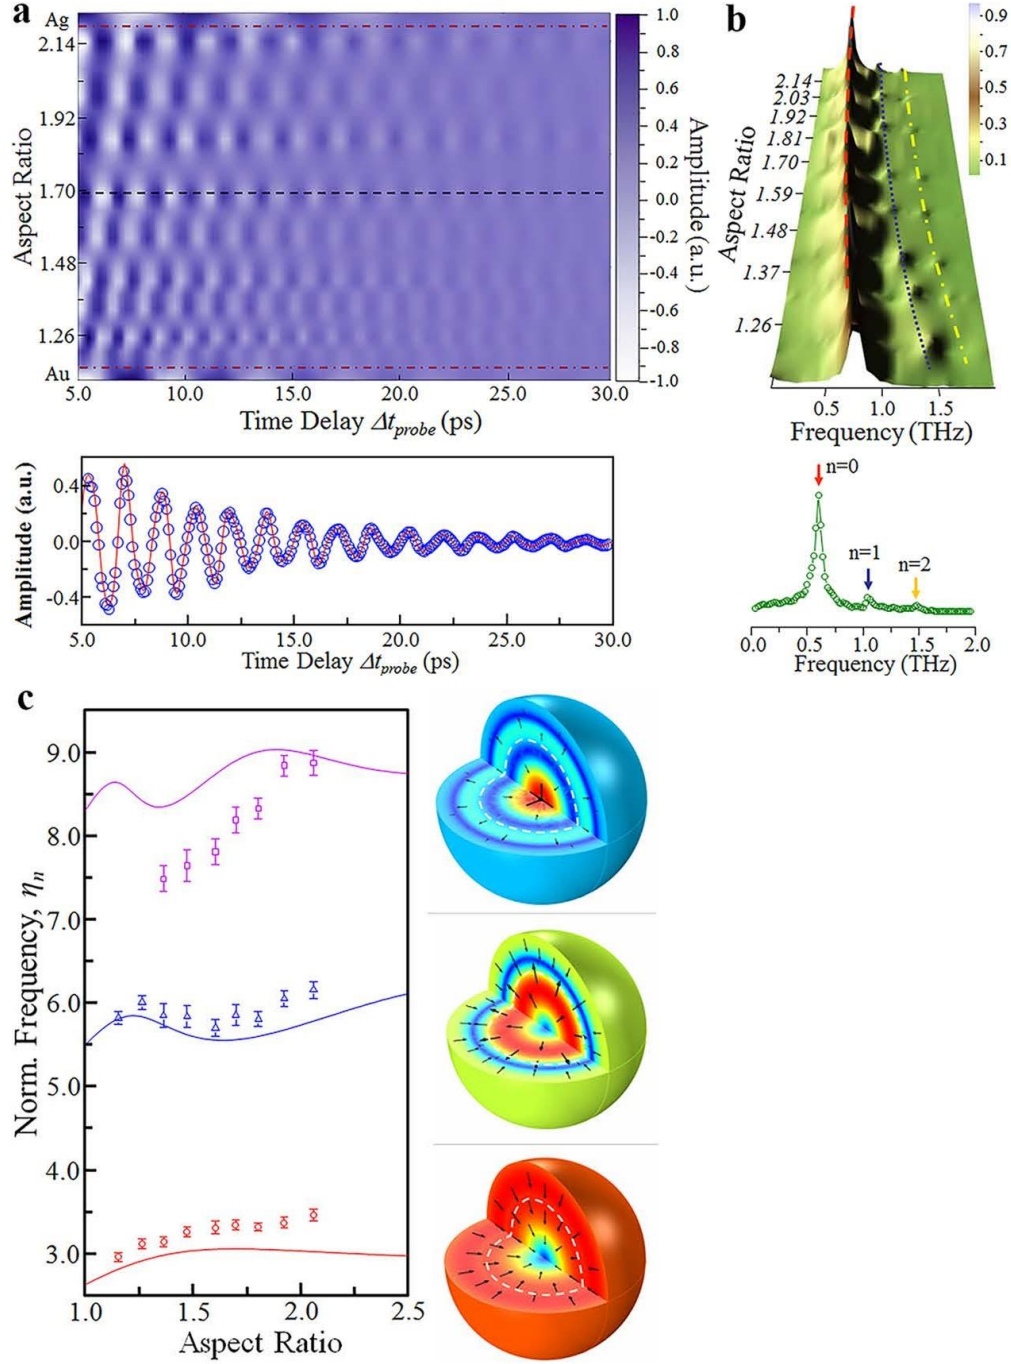 a
Ag
2.14
1.92
1.70
1.48
1.26
Au
Aspect Ratio
5.0 10.0 15.0 20.0 25.0 30.0
Time Delay Δt_probe (ps)
1.0
0.8
0.6
0.4
0.2
0.0
-0.2
-0.4
-0.6
-0.8
-1.0
Amplitude (a.u.)
b
0.9
0.7
0.5
0.3
0.1
2.14
2.03
1.92
1.81
1.70
1.59
1.48
1.37
1.26
Aspect Ratio
0.5 1.0 1.5
Frequency (THz)
Amplitude (a.u.)
0.4
0.0
-0.4
5.0 10.0 15.0 20.0 25.0 30.0
Time Delay Δt_probe (ps)
n=0
n=1
n=2
0.0 0.5 1.0 1.5 2.0
Frequency (THz)
c
9.0
8.0
7.0
6.0
5.0
4.0
3.0
Norm. Frequency, η_n
1.0 1.5 2.0 2.5
Aspect Ratio